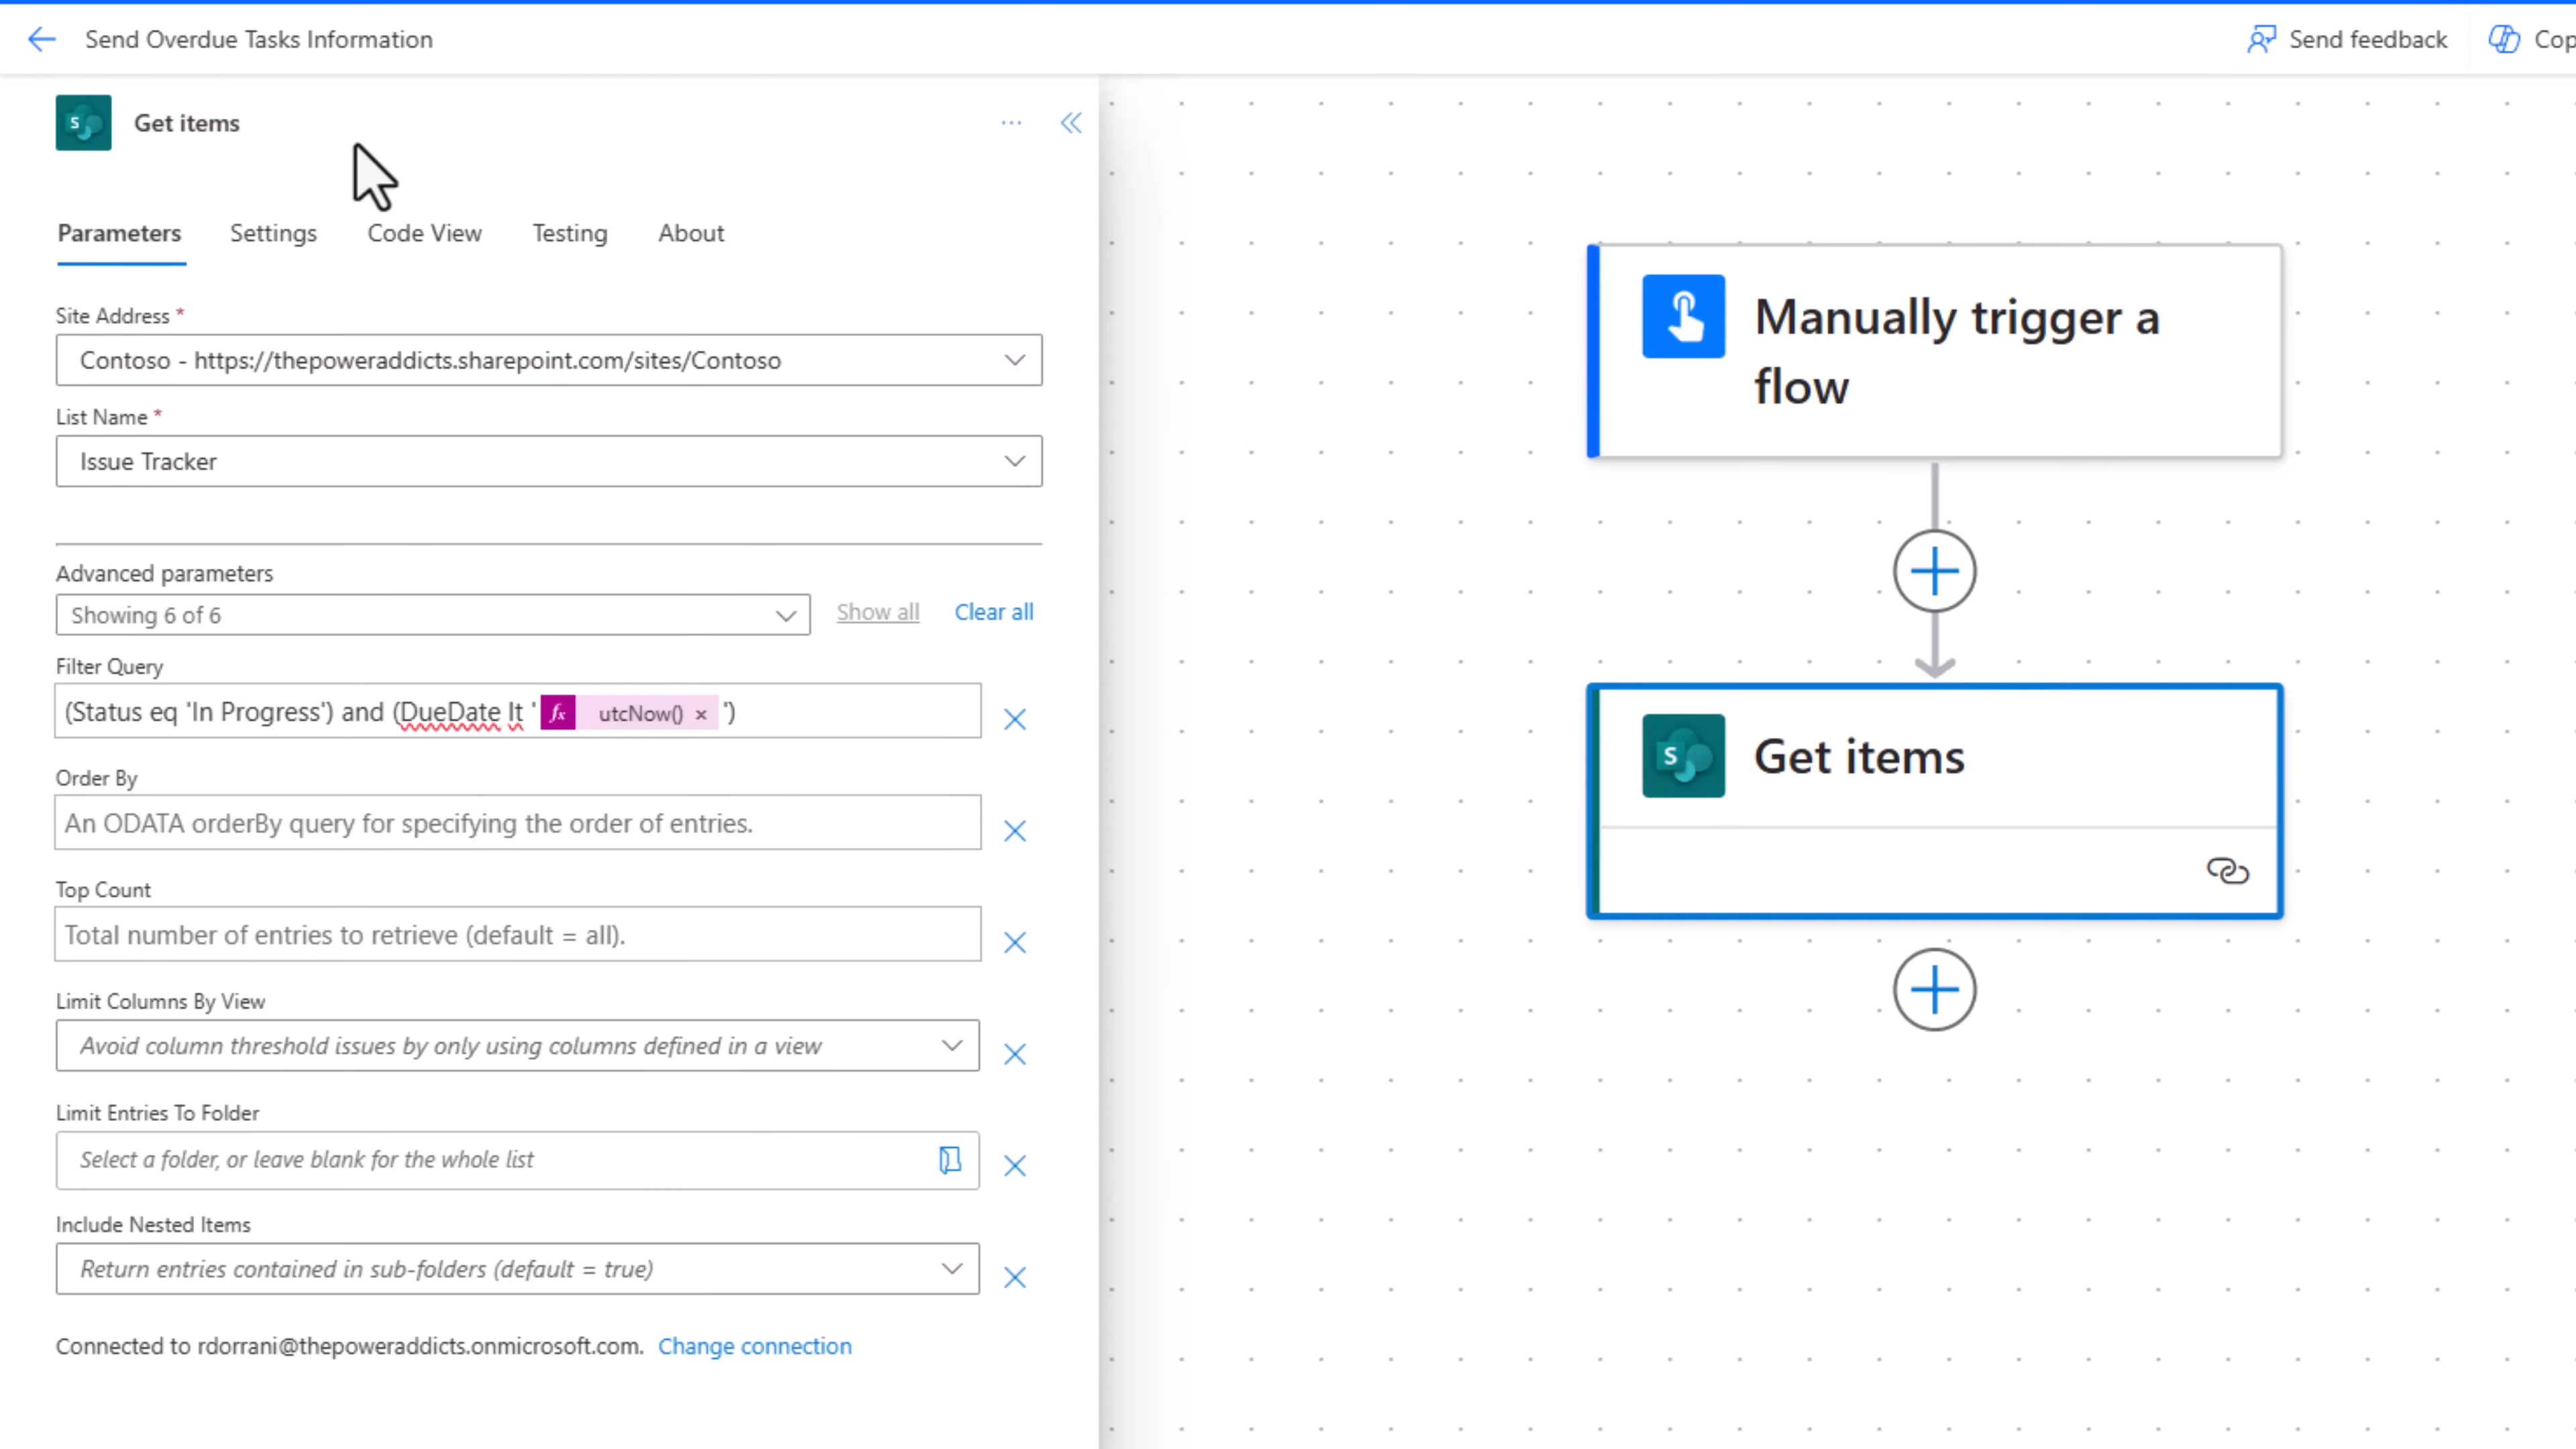 Send Overdue Tasks Information
Send feedback
Cop
Get items
Parameters
Settings
Code View
Testing
About
Site Address *
Contoso - https://thepoweraddicts.sharepoint.com/sites/Contoso
List Name *
Issue Tracker
Advanced parameters
Showing 6 of 6
Show all
Clear all
Filter Query
(Status eq 'In Progress') and (DueDate lt ' fx utcNow() × ')
Order By
An ODATA orderBy query for specifying the order of entries.
Top Count
Total number of entries to retrieve (default = all).
Limit Columns By View
Avoid column threshold issues by only using columns defined in a view
Limit Entries To Folder
Select a folder, or leave blank for the whole list
Include Nested Items
Return entries contained in sub-folders (default = true)
Connected to rdorrani@thepoweraddicts.onmicrosoft.com. Change connection
Manually trigger a
flow
S
Get items